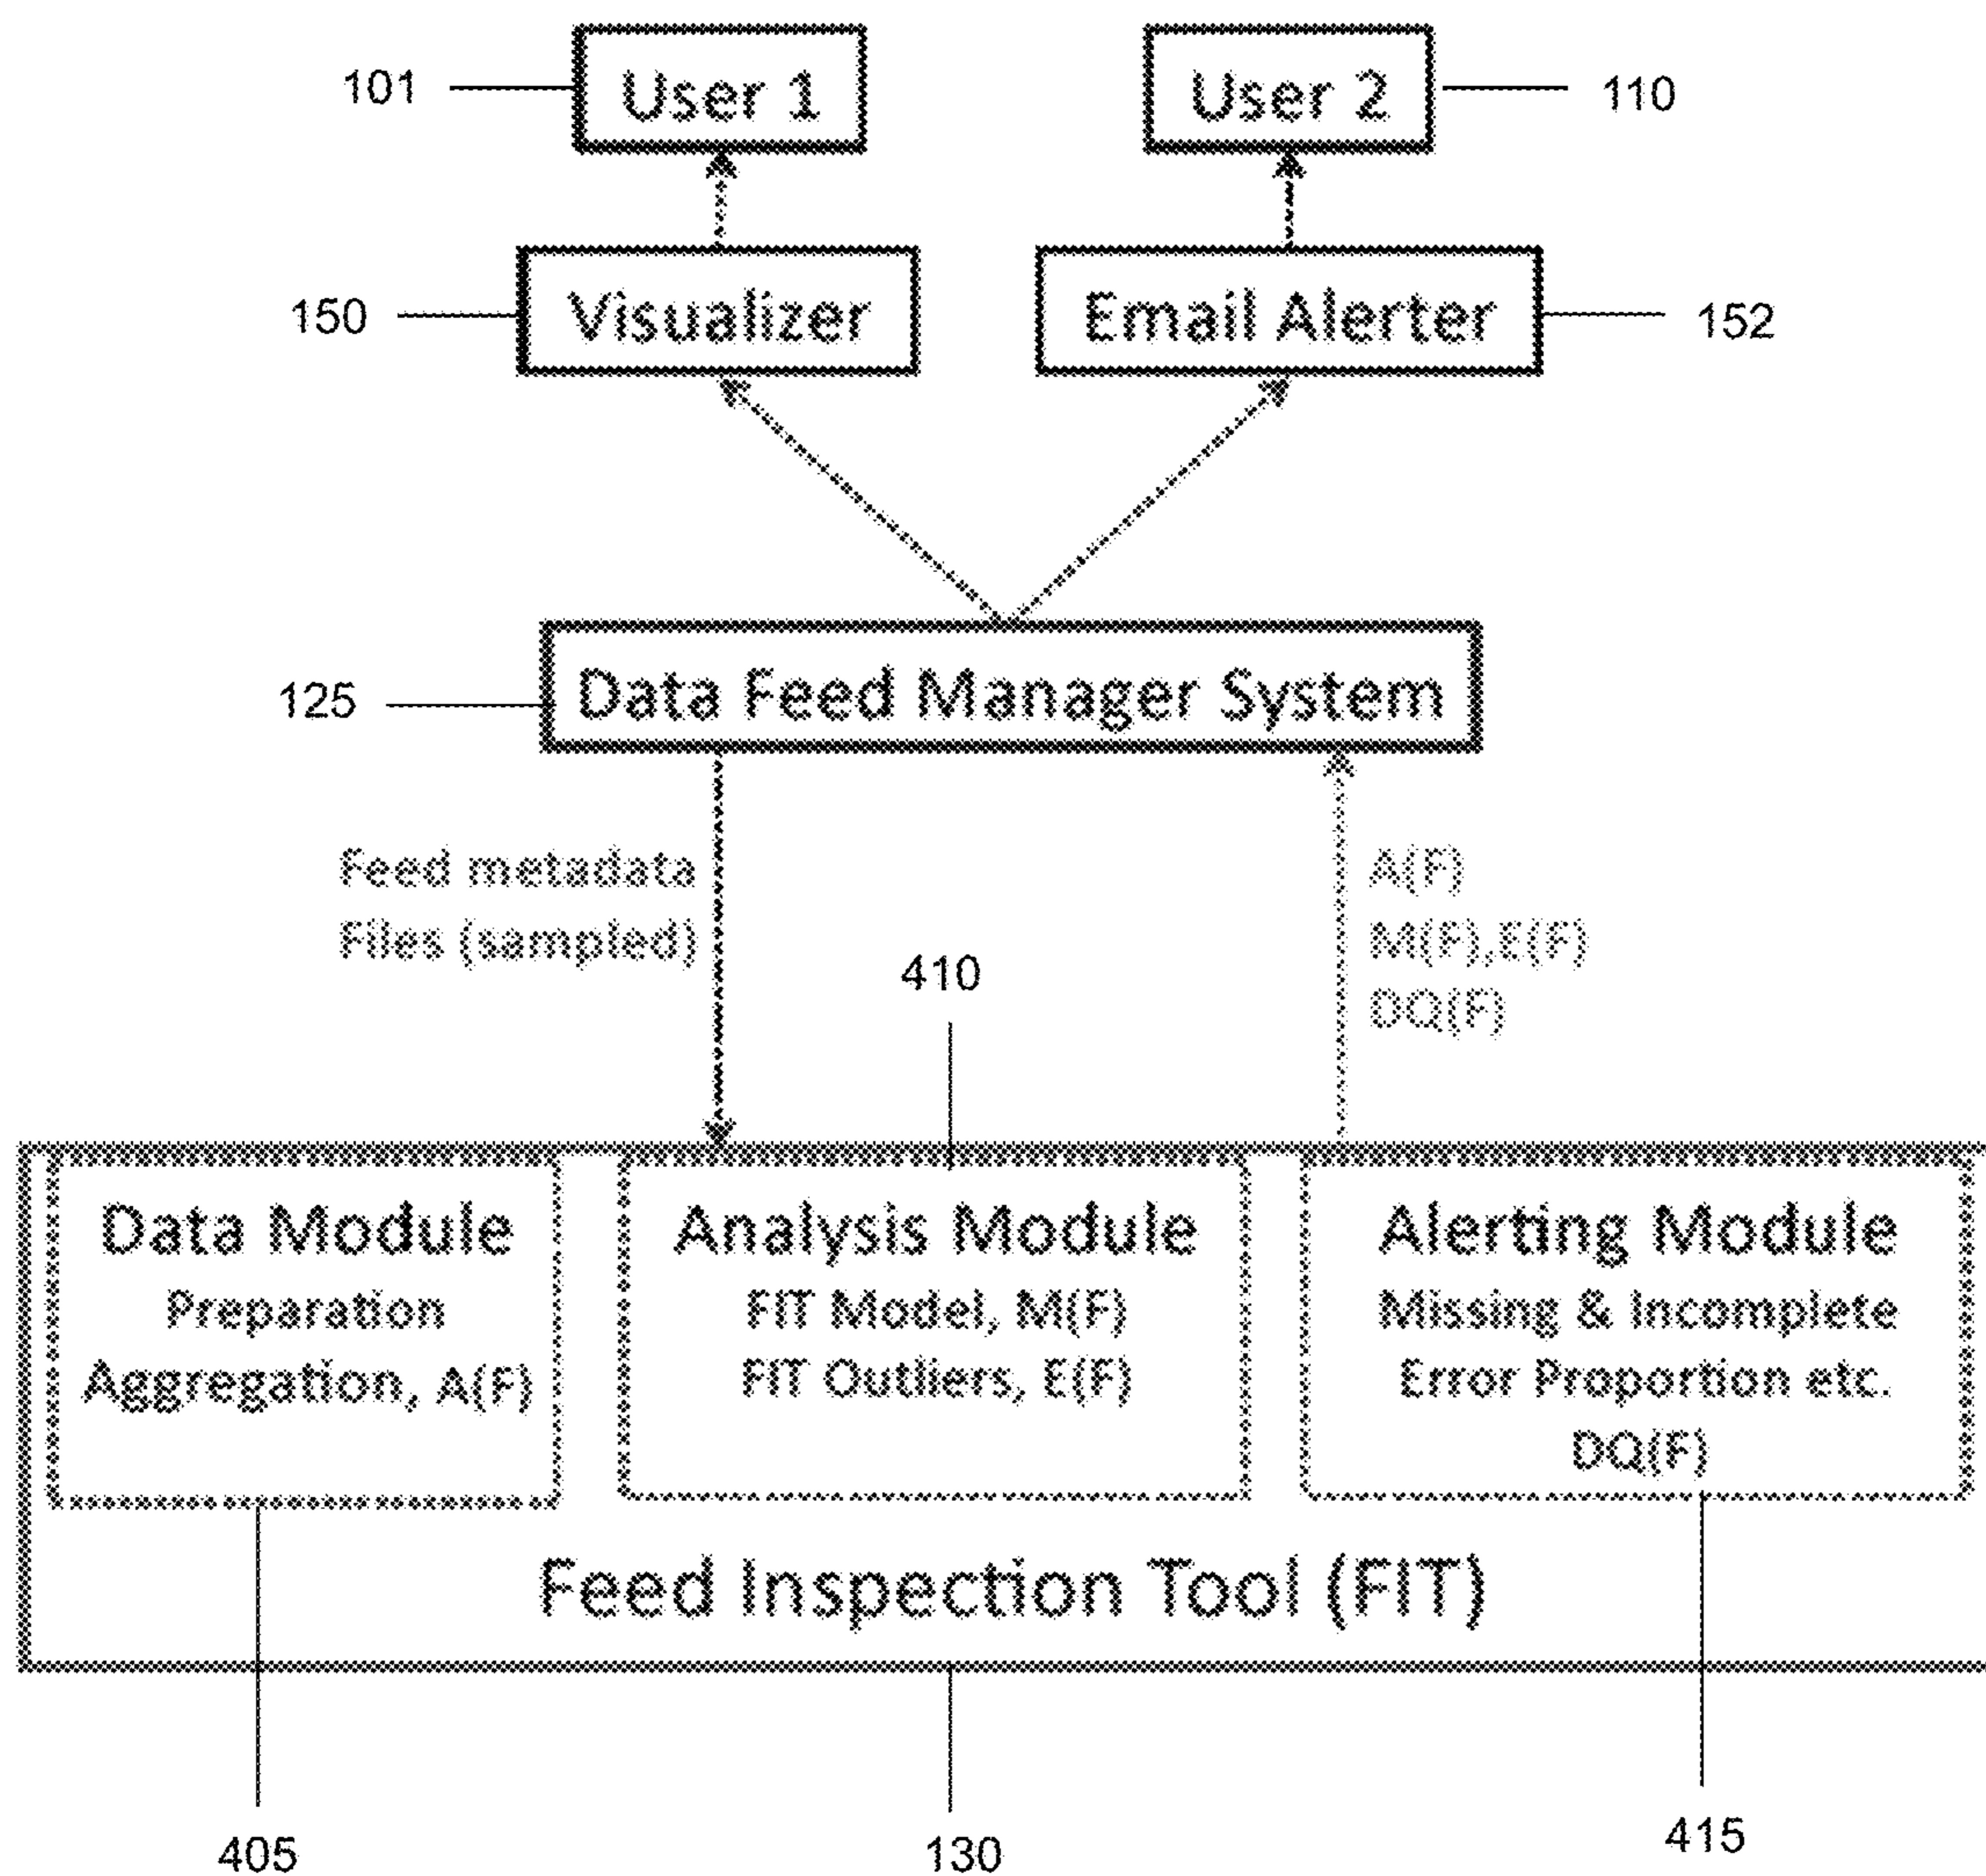 101
User 1
User 2
110
150
Visualizer
Email Alerter
152
125
Data Feed Manager System
Feed metadata
Files (sampled)
A(F)
M(F),E(F)
DQ(F)
410
Data Module
Preparation
Aggregation, A(F)
Analysis Module
FIT Model, M(F)
FIT Outliers, E(F)
Alerting Module
Missing & Incomplete
Error Proportion etc.
DQ(F)
Feed Inspection Tool (FIT)
405
130
415